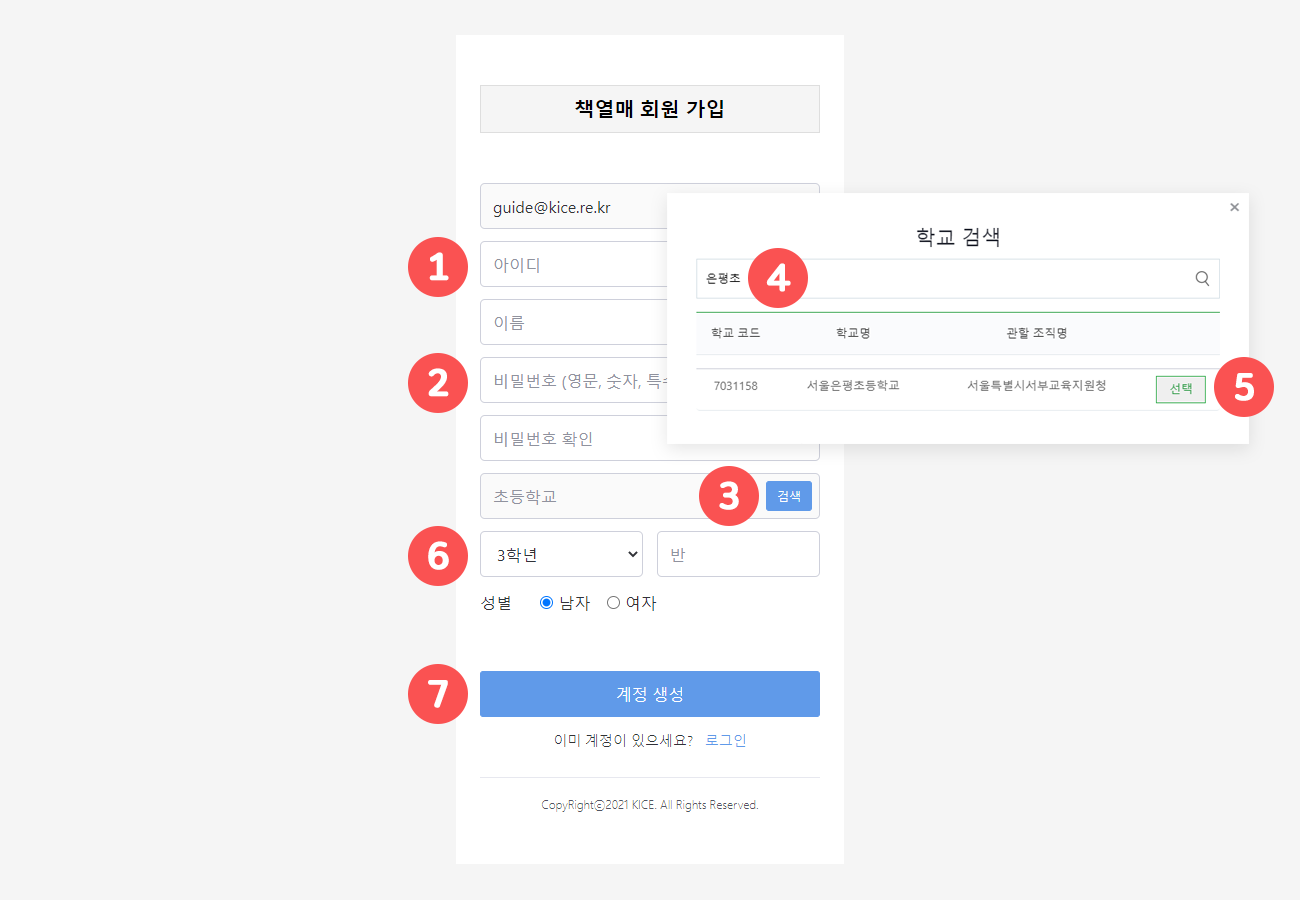 책열매 회원 가입
guide@kice.re.kr
1 아이디
이름
2 비밀번호 (영문, 숫자, 특수
비밀번호 확인
초등학교 3 검색
6 3학년 반
성별 남자 여자
7 계정 생성
이미 계정이 있으세요? 로그인
CopyRightⓒ2021 KICE. All Rights Reserved.
×
학교 검색
은평초 4
학교 코드 학교명 관할 조직명
7031158 서울은평초등학교 서울특별시서부교육지원청 선택 5